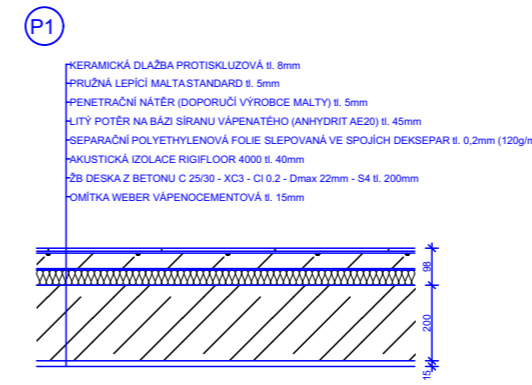 P1
KERAMICKÁ DLAŽBA PROTISKLUZOVÁ tl. 8mm
PRUŽNÁ LEPÍCÍ MALTA STANDARD tl. 5mm
PENETRAČNÍ NÁTĚR (DOPORUČÍ VÝROBCE MALTY) tl. 5mm
LITÝ POTĚR NA BÁZI SÍRANU VÁPENATÉHO (ANHYDRIT AE20) tl. 45mm
SEPARAČNÍ POLYETHYLENOVÁ FOLIE SLEPOVANÁ VE SPOJÍCH DEKSEPAR tl. 0,2mm (120g/m
AKUSTICKÁ IZOLACE RIGIFLOOR 4000 tl. 40mm
ŽB DESKA Z BETONU C 25/30 - XC3 - Cl 0.2 - Dmax 22mm - S4 tl. 200mm
OMÍTKA WEBER VÁPENOCEMENTOVÁ tl. 15mm
98
200
15